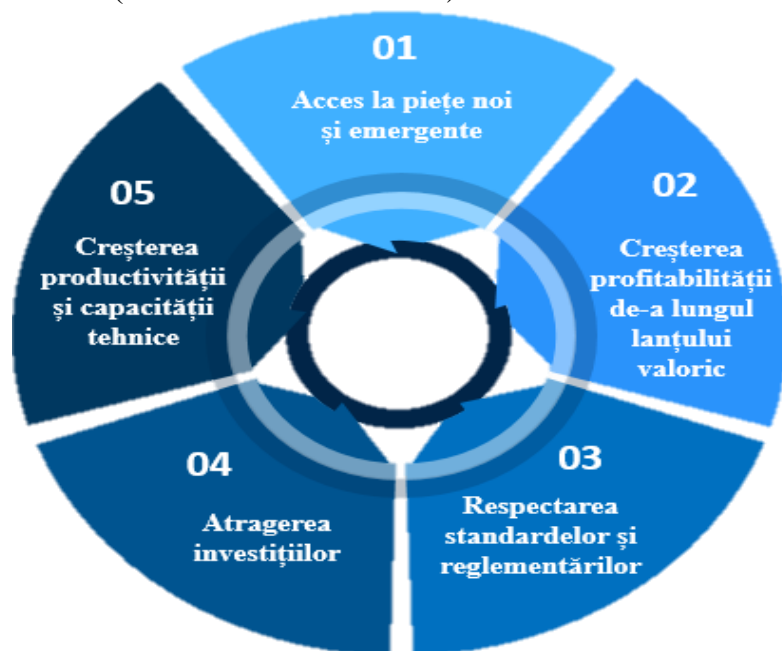 01
Acces la piețe noi
și emergente
02
Creșterea
profitabilității
de-a lungul
lanțului
valoric
03
Respectarea
standardelor și
reglementărilor
04
Atragerea
investițiilor
05
Creșterea
productivității
și capacității
tehnice